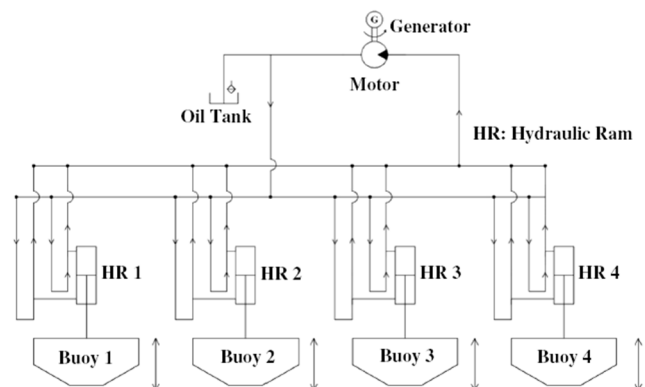 G
Generator
Motor
Oil Tank
HR: Hydraulic Ram
HR 1
HR 2
HR 3
HR 4
Buoy 1
Buoy 2
Buoy 3
Buoy 4